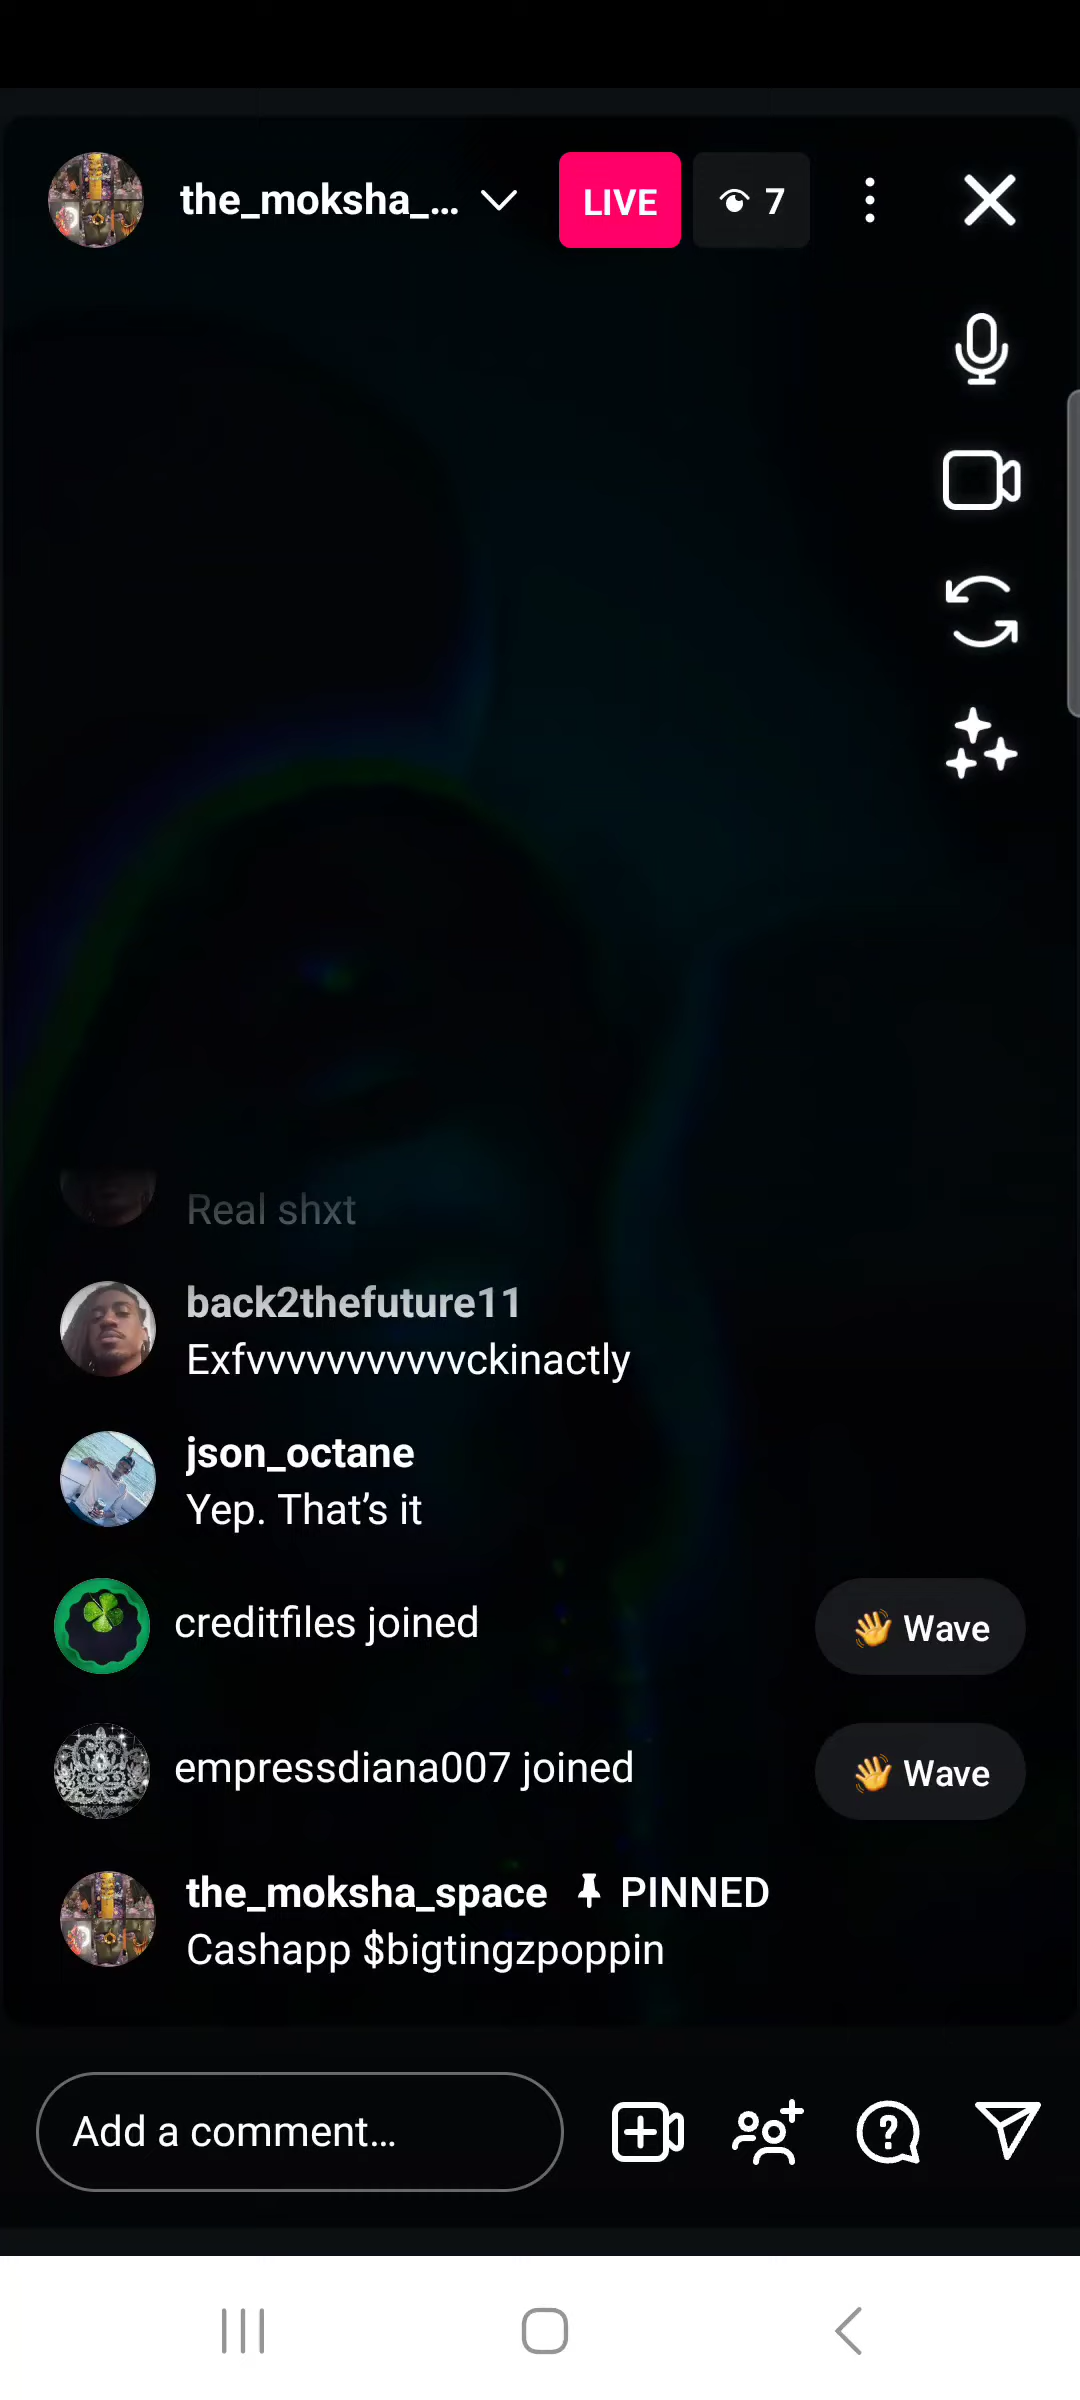 the_moksha_...
LIVE
7
Real shxt
back2thefuture11
Exfvvvvvvvvvvvckinactly
json_octane
Yep. That’s it
creditfiles joined
👋 Wave
empressdiana007 joined
👋 Wave
the_moksha_space PINNED
Cashapp $bigtingzpoppin
Add a comment...